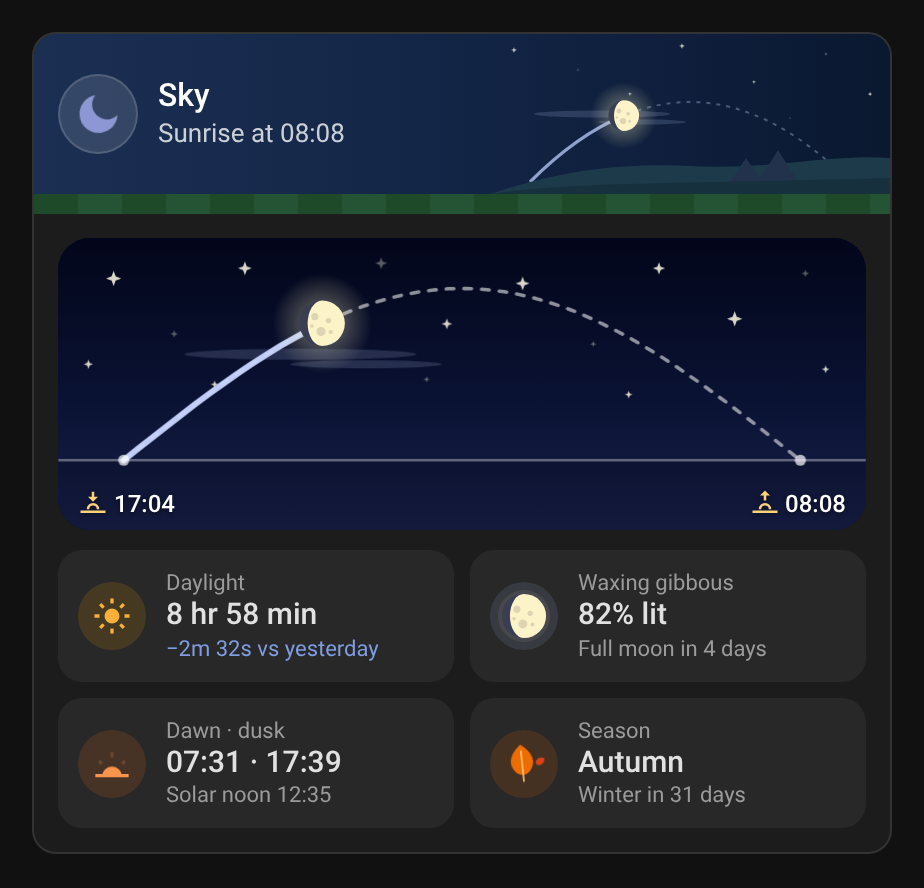 Sky
Sunrise at 08:08
17:04
08:08
Daylight
8 hr 58 min
−2m 32s vs yesterday
Waxing gibbous
82% lit
Full moon in 4 days
Dawn · dusk
07:31 · 17:39
Solar noon 12:35
Season
Autumn
Winter in 31 days